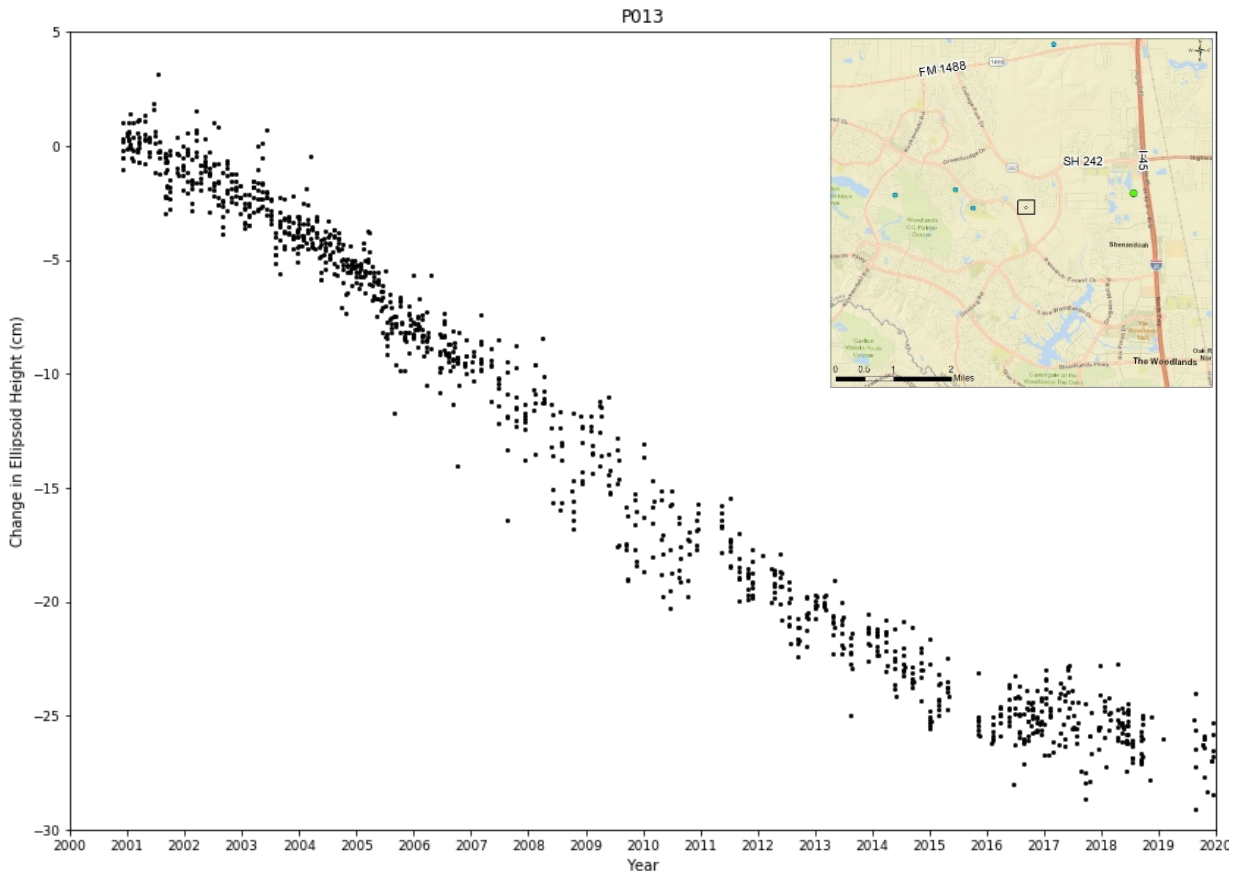 P013
Change in Ellipsoid Height (cm)
5
0
−5
−10
−15
−20
−25
−30
2000 2001 2002 2003 2004 2005 2006 2007 2008 2009 2010 2011 2012 2013 2014 2015 2016 2017 2018 2019 2020
Year
FM 1488
SH 242
I-45
Shenandoah
The Woodlands
0 0.5 1 2
Miles